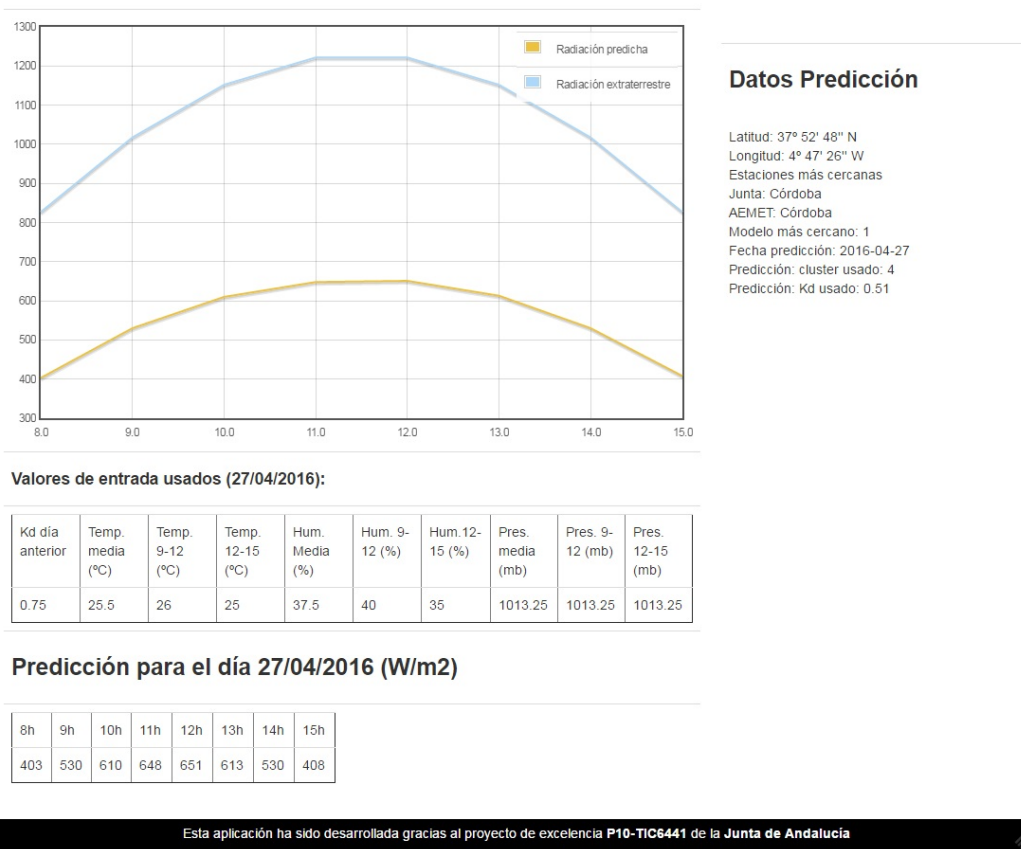 1300
1200
1100
1000
900
800
700
600
500
400
300
8.0 9.0 10.0 11.0 12.0 13.0 14.0 15.0
Radiación predicha
Radiación extraterrestre
Datos Predicción
Latitud: 37º 52' 48'' N
Longitud: 4º 47' 26'' W
Estaciones más cercanas
Junta: Córdoba
AEMET: Córdoba
Modelo más cercano: 1
Fecha predicción: 2016-04-27
Predicción: cluster usado: 4
Predicción: Kd usado: 0.51
Valores de entrada usados (27/04/2016):
Kd día Temp. Temp. Temp. Hum. Hum. 9- Hum.12- Pres. Pres. 9- Pres.
anterior media 9-12 12-15 Media 12 (%) 15 (%) media 12 (mb) 12-15
(ºC) (ºC) (ºC) (%) (mb) (mb)
0.75 25.5 26 25 37.5 40 35 1013.25 1013.25 1013.25
Predicción para el día 27/04/2016 (W/m2)
8h 9h 10h 11h 12h 13h 14h 15h
403 530 610 648 651 613 530 408
Esta aplicación ha sido desarrollada gracias al proyecto de excelencia P10-TIC6441 de la Junta de Andalucía